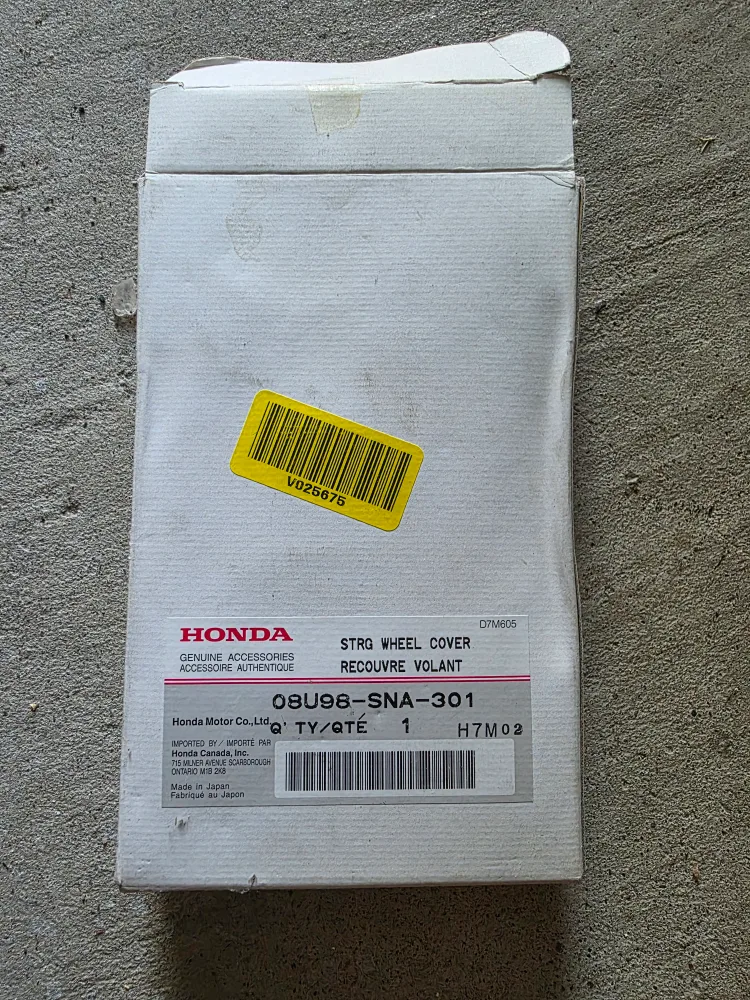 V025675
D7M605
HONDA
GENUINE ACCESSORIES
ACCESSOIRE AUTHENTIQUE
STRG WHEEL COVER
RECOUVRE VOLANT
08U98-SNA-301
Honda Motor Co.,Ltd.
Q'TY/QTÉ 1 H7M02
IMPORTED BY / IMPORTÉ PAR
Honda Canada, Inc.
715 MILNER AVENUE SCARBOROUGH
ONTARIO M1B 2K8
Made in Japan
Fabriqué au Japon